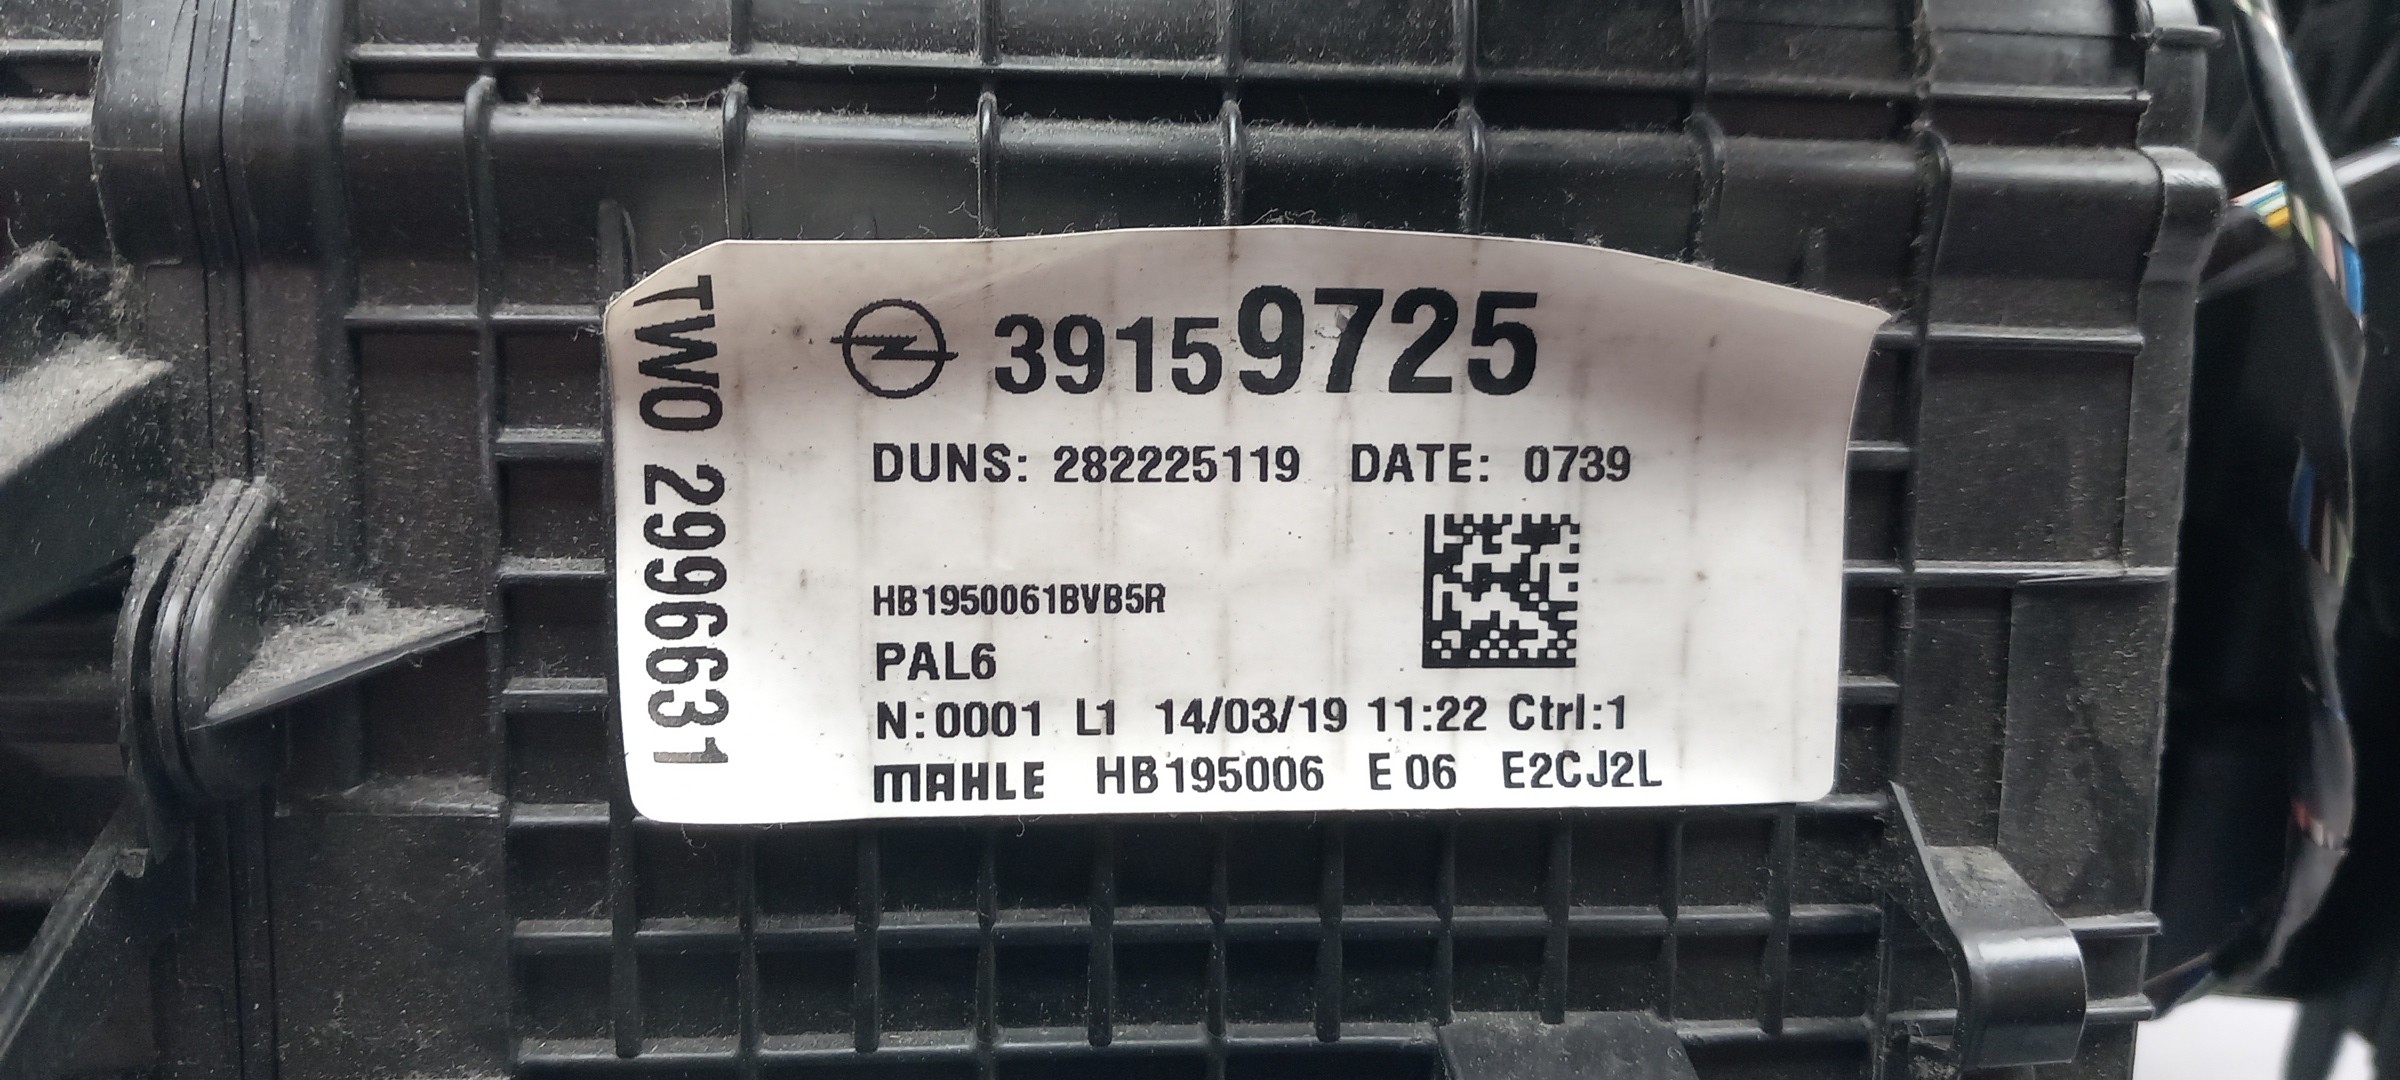 TW0 2996631
39159725
DUNS: 282225119 DATE: 0739
HB1950061BVB5R
PAL6
N:0001 L1 14/03/19 11:22 Ctrl:1
MAHLE HB195006 E06 E2CJ2L